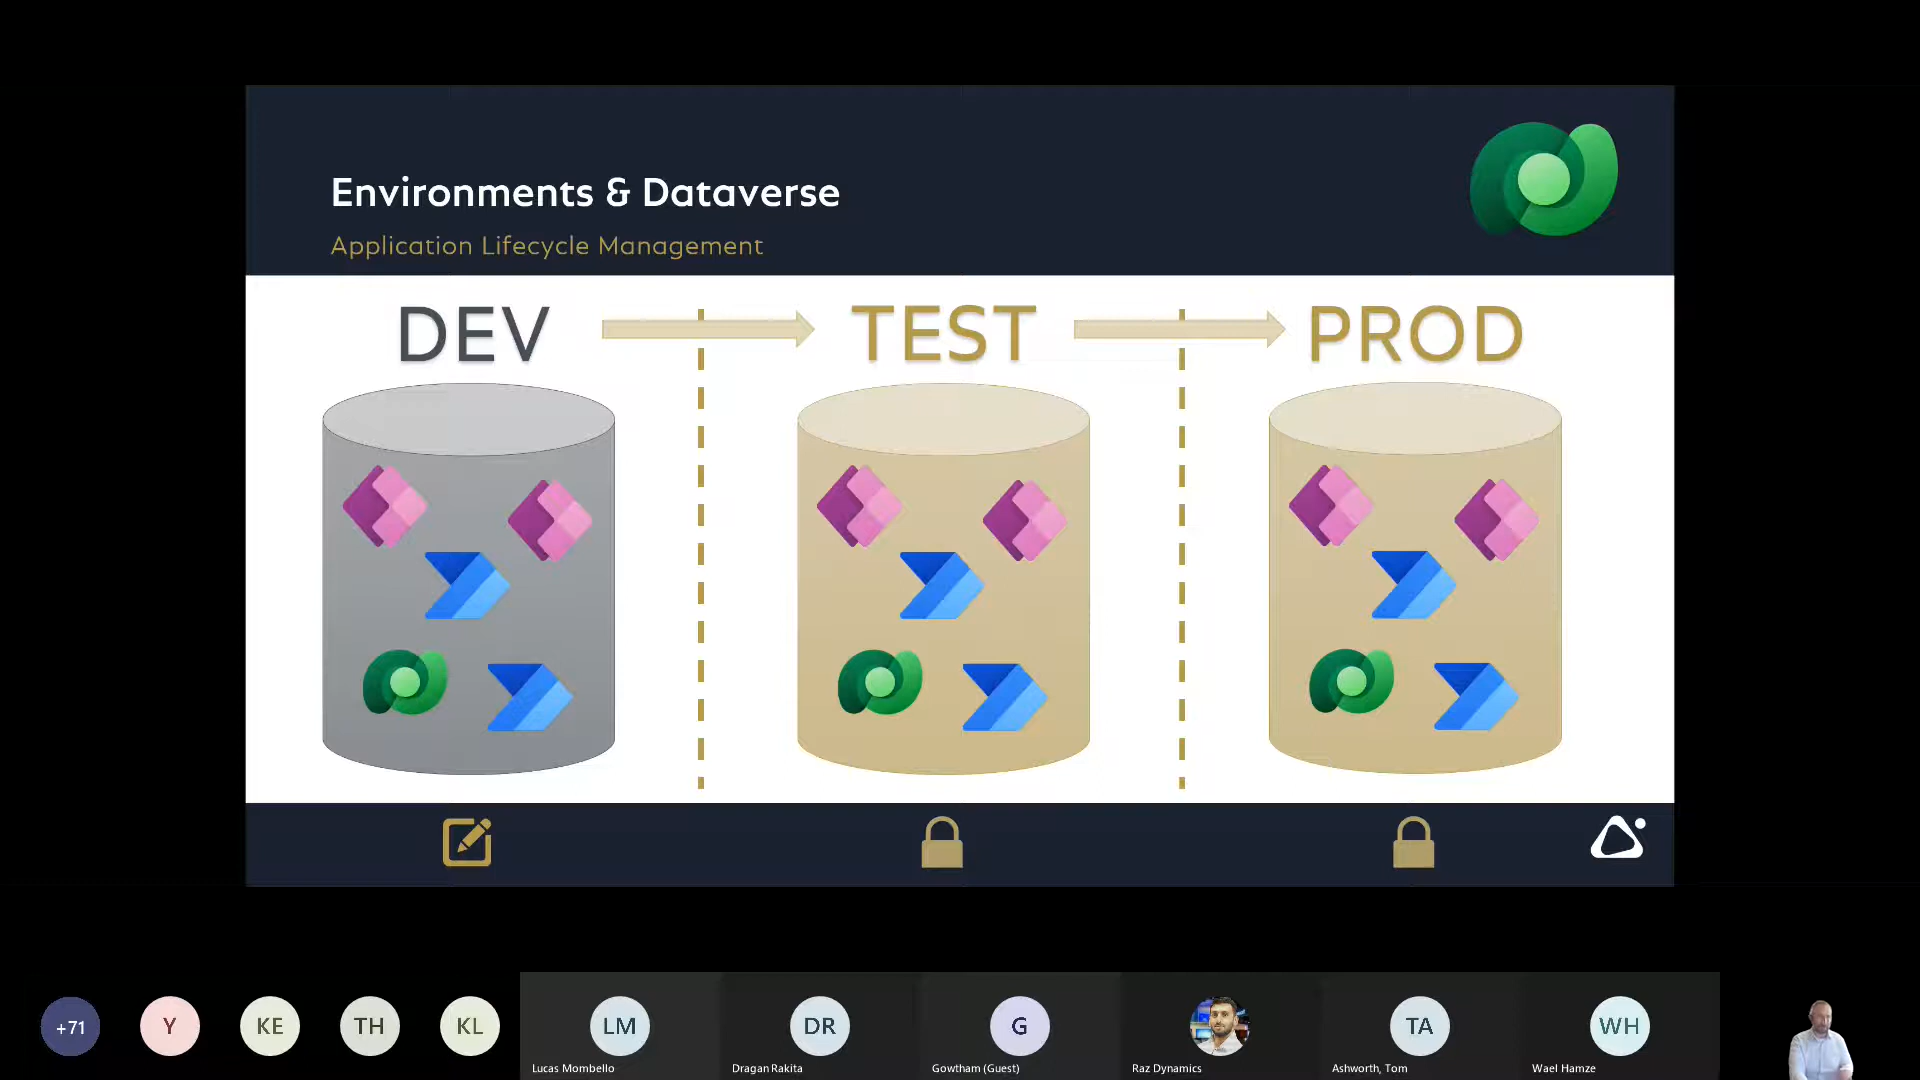 Environments & Dataverse
Application Lifecycle Management
DEV
TEST
PROD
+71
Y
KE
TH
KL
LM
DR
G
TA
WH
Lucas Mombello
Dragan Rakita
Gowtham (Guest)
Raz Dynamics
Ashworth, Tom
Wael Hamze